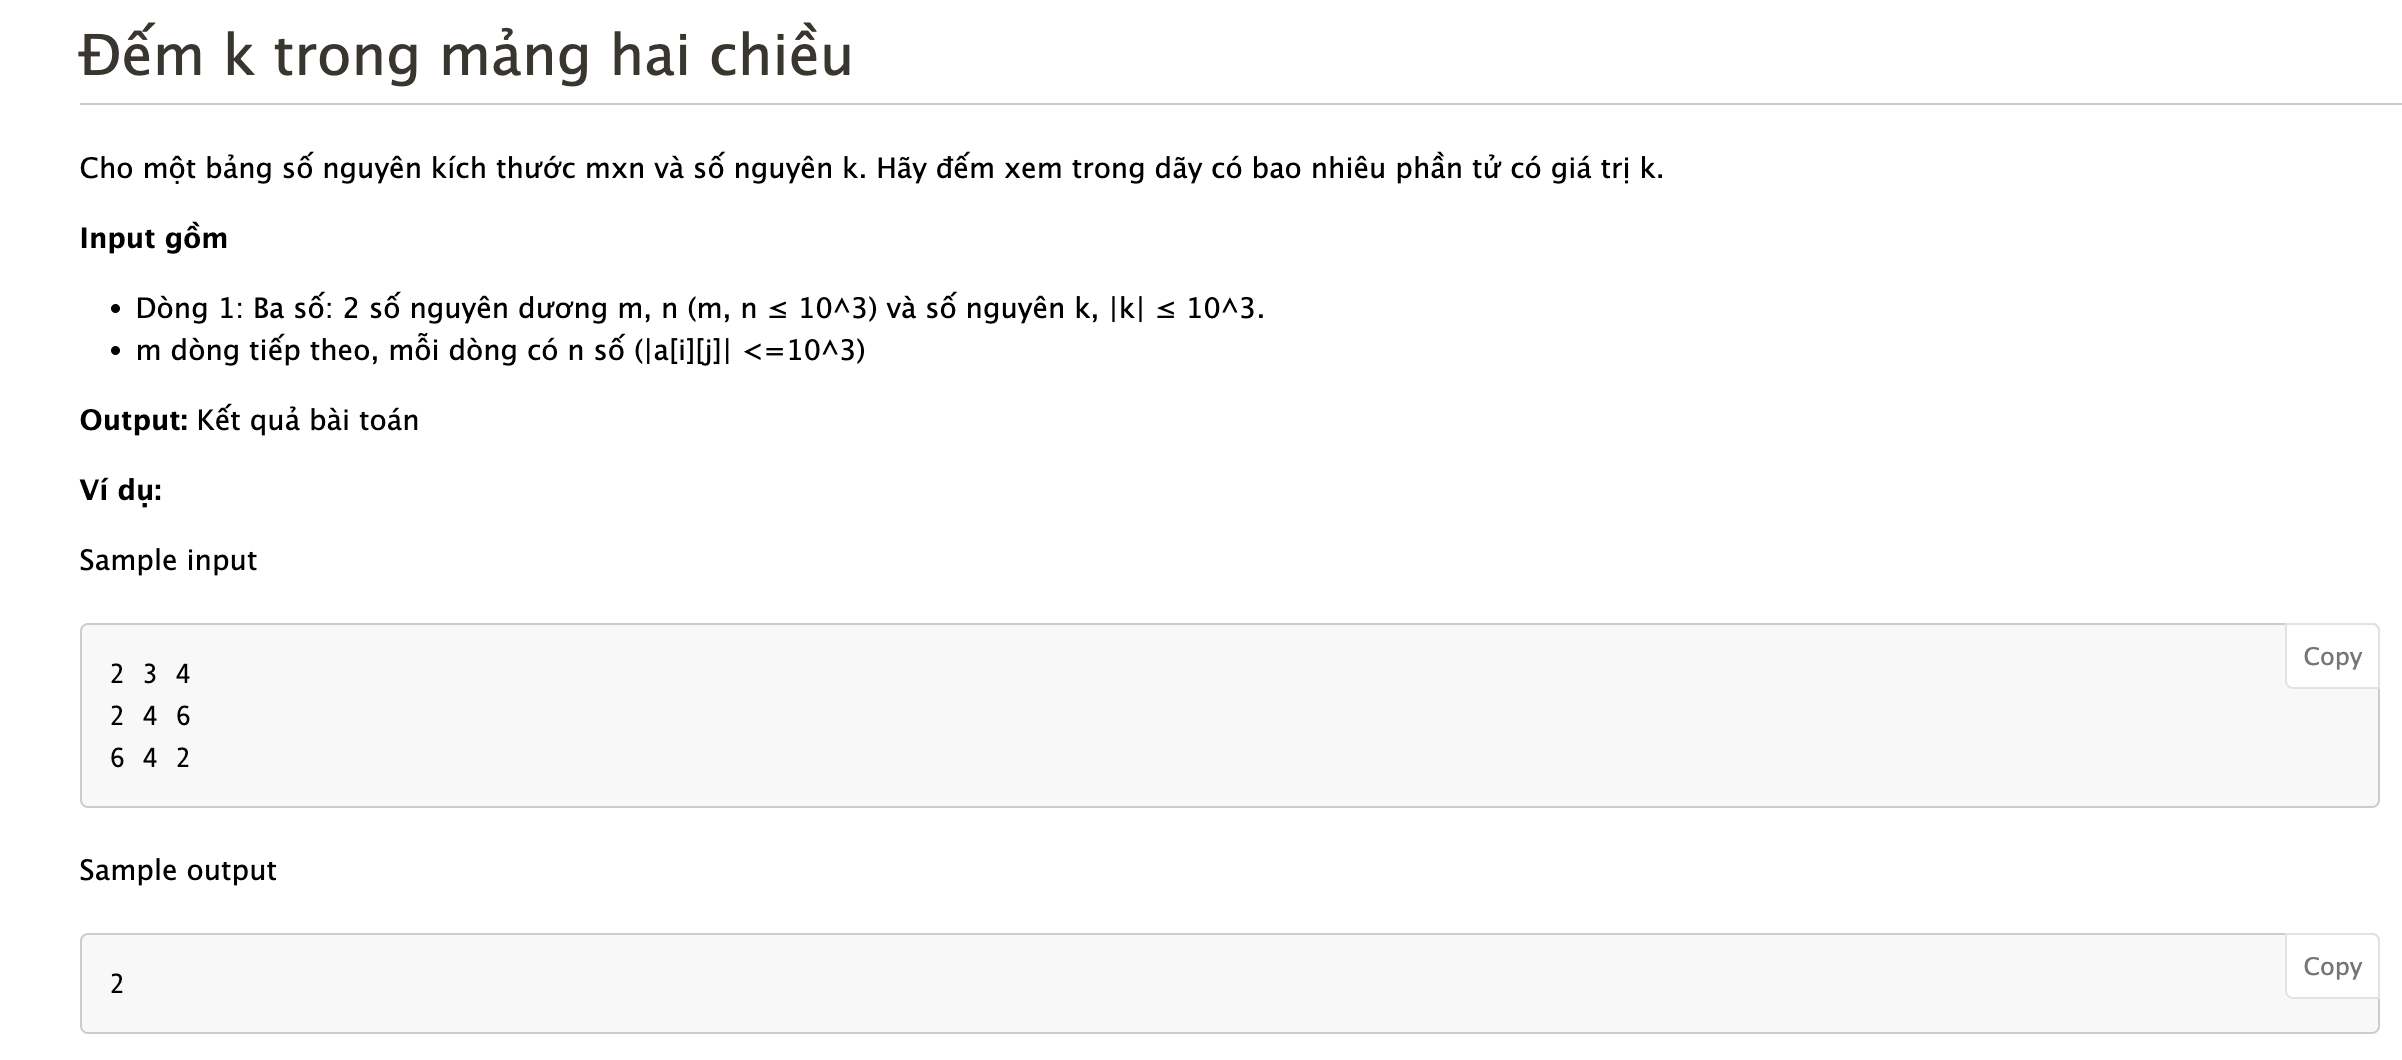 Đếm k trong mảng hai chiều
Cho một bảng số nguyên kích thước mxn và số nguyên k. Hãy đếm xem trong dãy có bao nhiêu phần tử có giá trị k.
Input gồm
• Dòng 1: Ba số: 2 số nguyên dương m, n (m, n ≤ 10^3) và số nguyên k, |k| ≤ 10^3.
• m dòng tiếp theo, mỗi dòng có n số (|a[i][j]| <=10^3)
Output: Kết quả bài toán
Ví dụ:
Sample input
Copy
2 3 4
2 4 6
6 4 2
Sample output
Copy
2